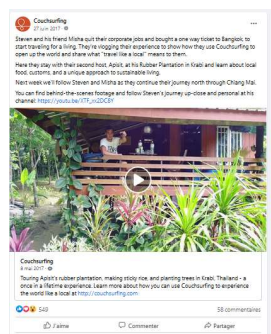 Couchsurfing
27 juin 2017
Steven and his friend Misha quit their corporate jobs and bought a one way ticket to Bangkok, to
start traveling for a living. They're vlogging their experience to show how they use Couchsurfing to
open up the world and share what "travel like a local" means to them.
Here they stay with their second host, Apisit, at his Rubber Plantation in Krabi and learn about local
food, customs, and a unique approach to sustainable living.
Next week we'll follow Steven and Misha as they continue their journey north through Chiang Mai.
You can find behind-the-scenes footage and follow Steven's journey up-close and personal at his
channel:
Couchsurfing
8 mai 2017
Touring Apisit's rubber plantation, making sticky rice, and planting trees in Krabi, Thailand - a
once in a lifetime experience. Learn more about how you can use Couchsurfing to experience
the world like a local at http://couchsurfing.com
549
58 commentaires
J'aime
Commenter
Partager